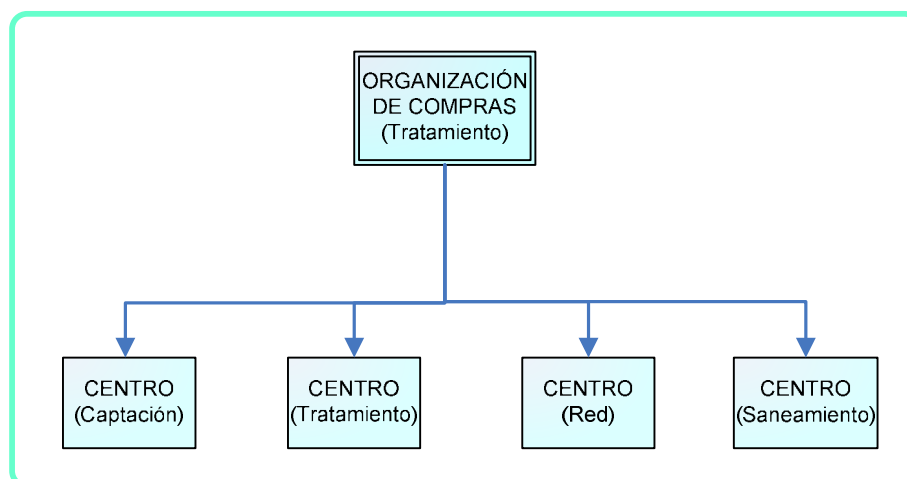 ORGANIZACIÓN
DE COMPRAS
(Tratamiento)
CENTRO
(Captación)
CENTRO
(Tratamiento)
CENTRO
(Red)
CENTRO
(Saneamiento)